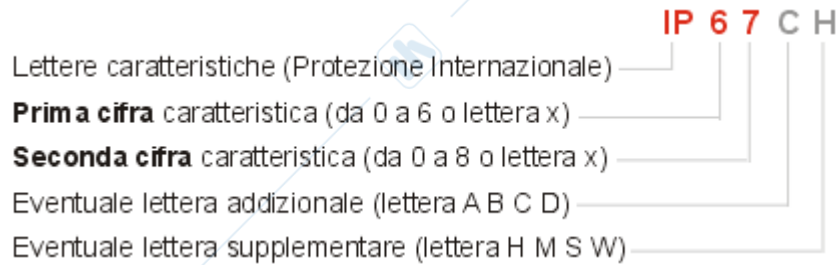 IP 6 7 C H
Lettere caratteristiche (Protezione Internazionale)
Prima cifra caratteristica (da 0 a 6 o lettera x)
Seconda cifra caratteristica (da 0 a 8 o lettera x)
Eventuale lettera addizionale (lettera A B C D)
Eventuale lettera supplementare (lettera H M S W)